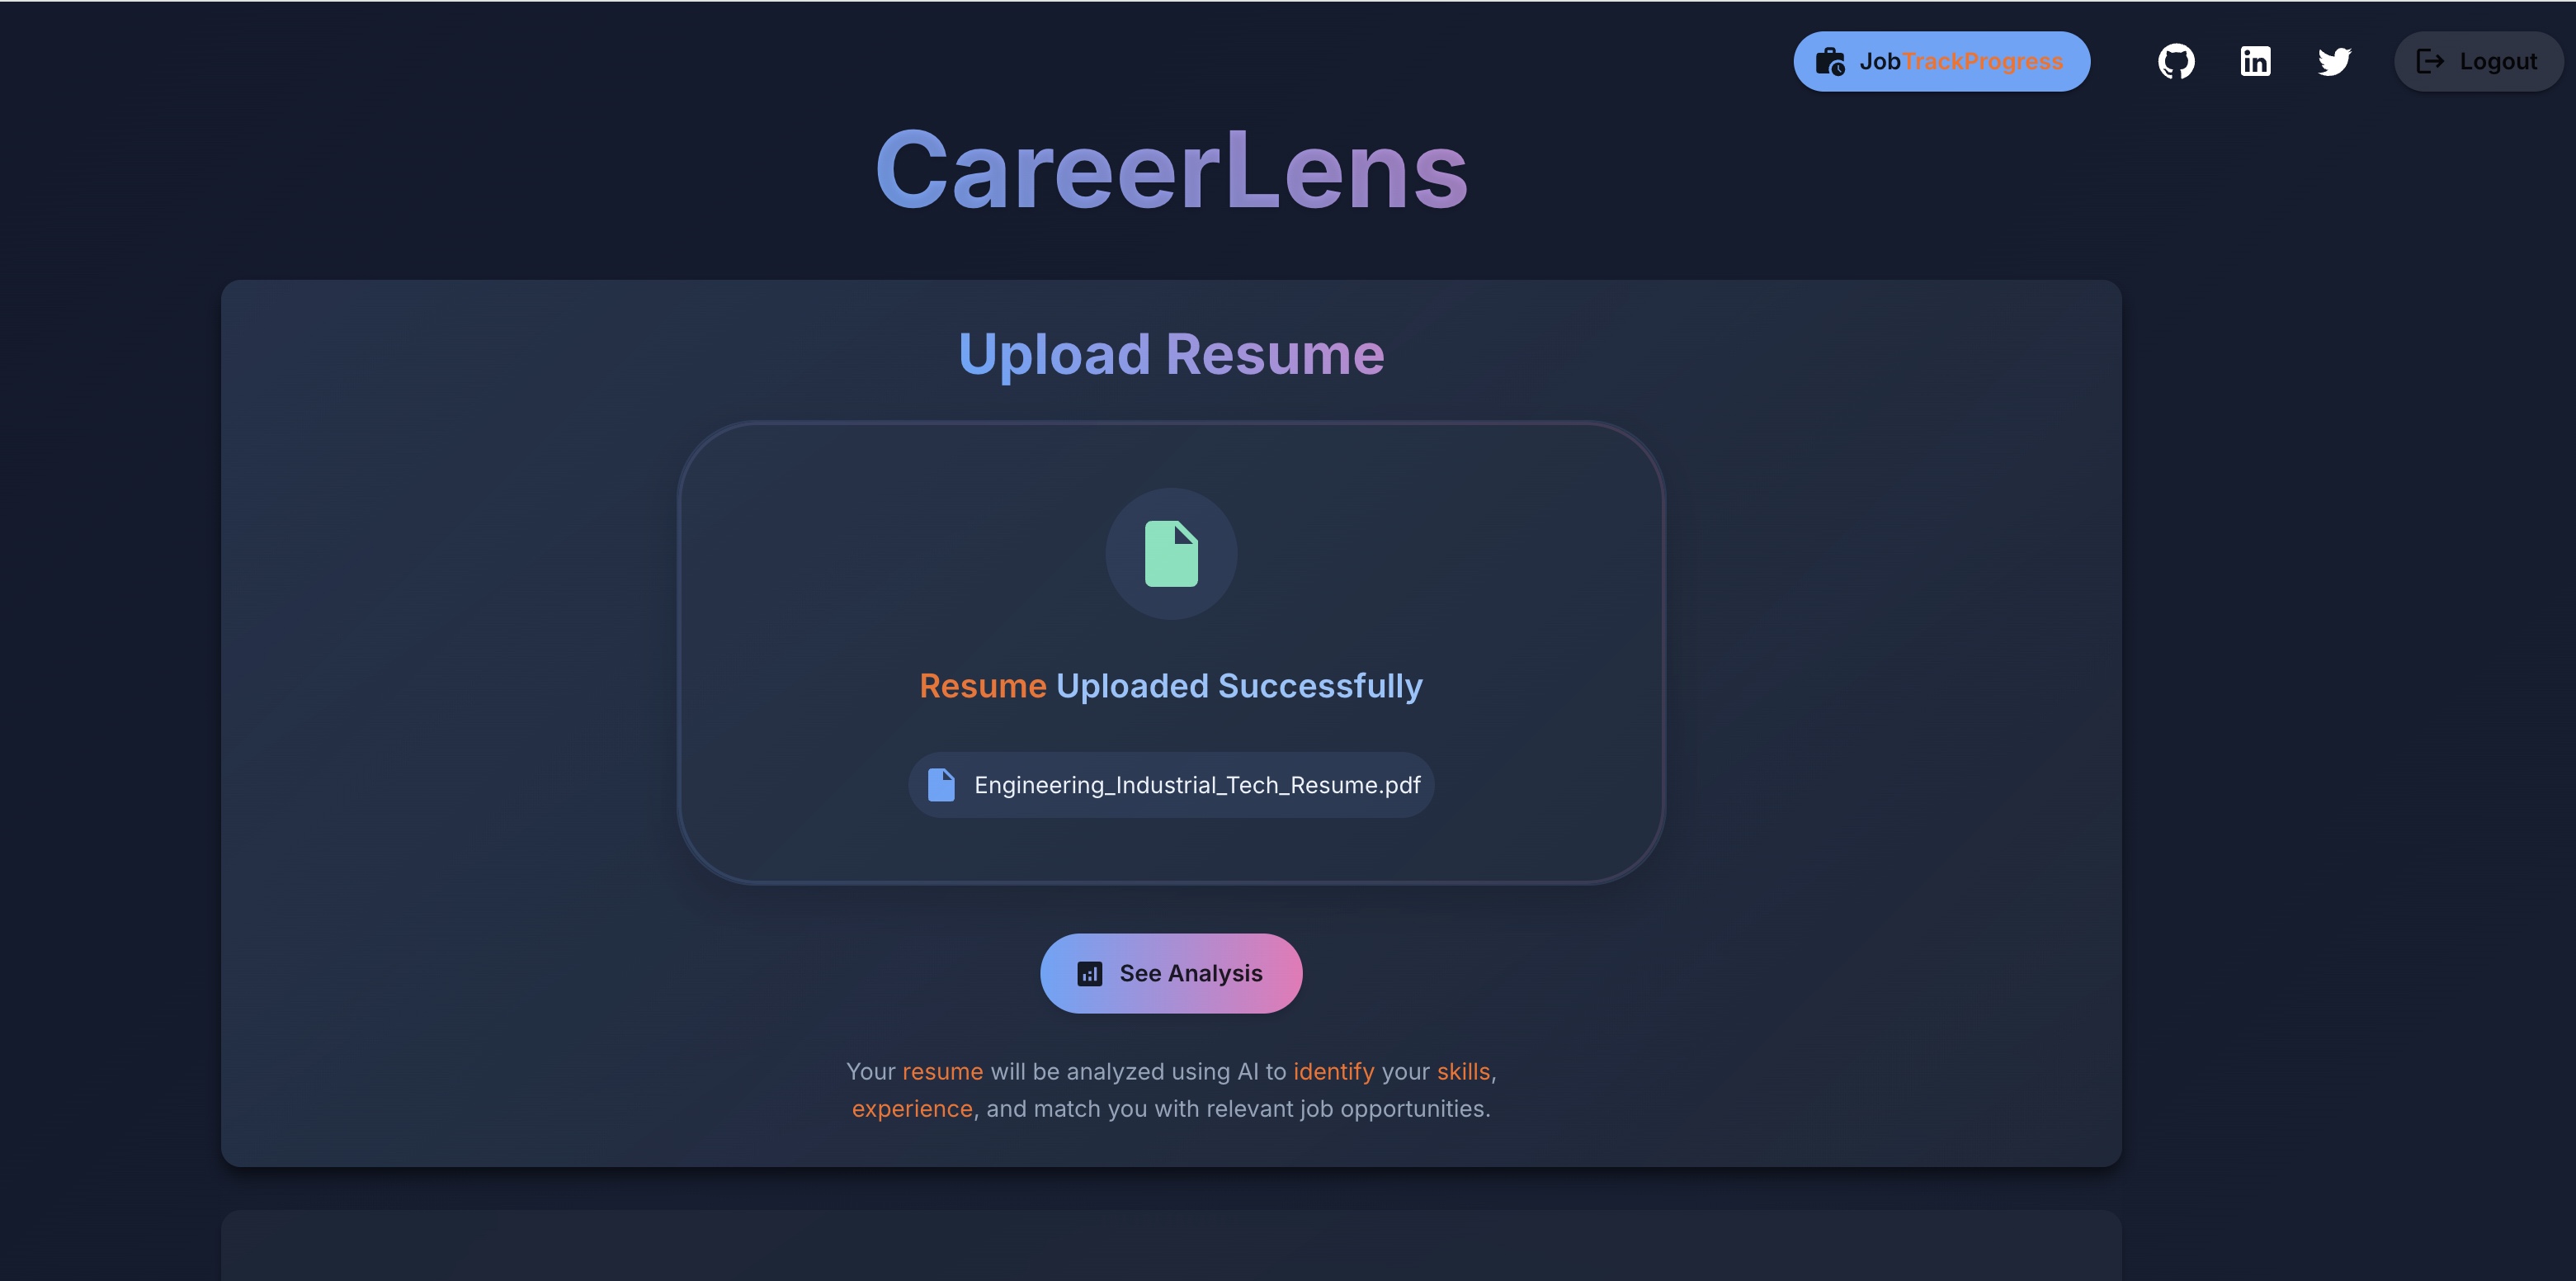 JobTrackProgress
Logout
CareerLens
Upload Resume
Resume Uploaded Successfully
Engineering_Industrial_Tech_Resume.pdf
See Analysis
Your resume will be analyzed using AI to identify your skills,
experience, and match you with relevant job opportunities.